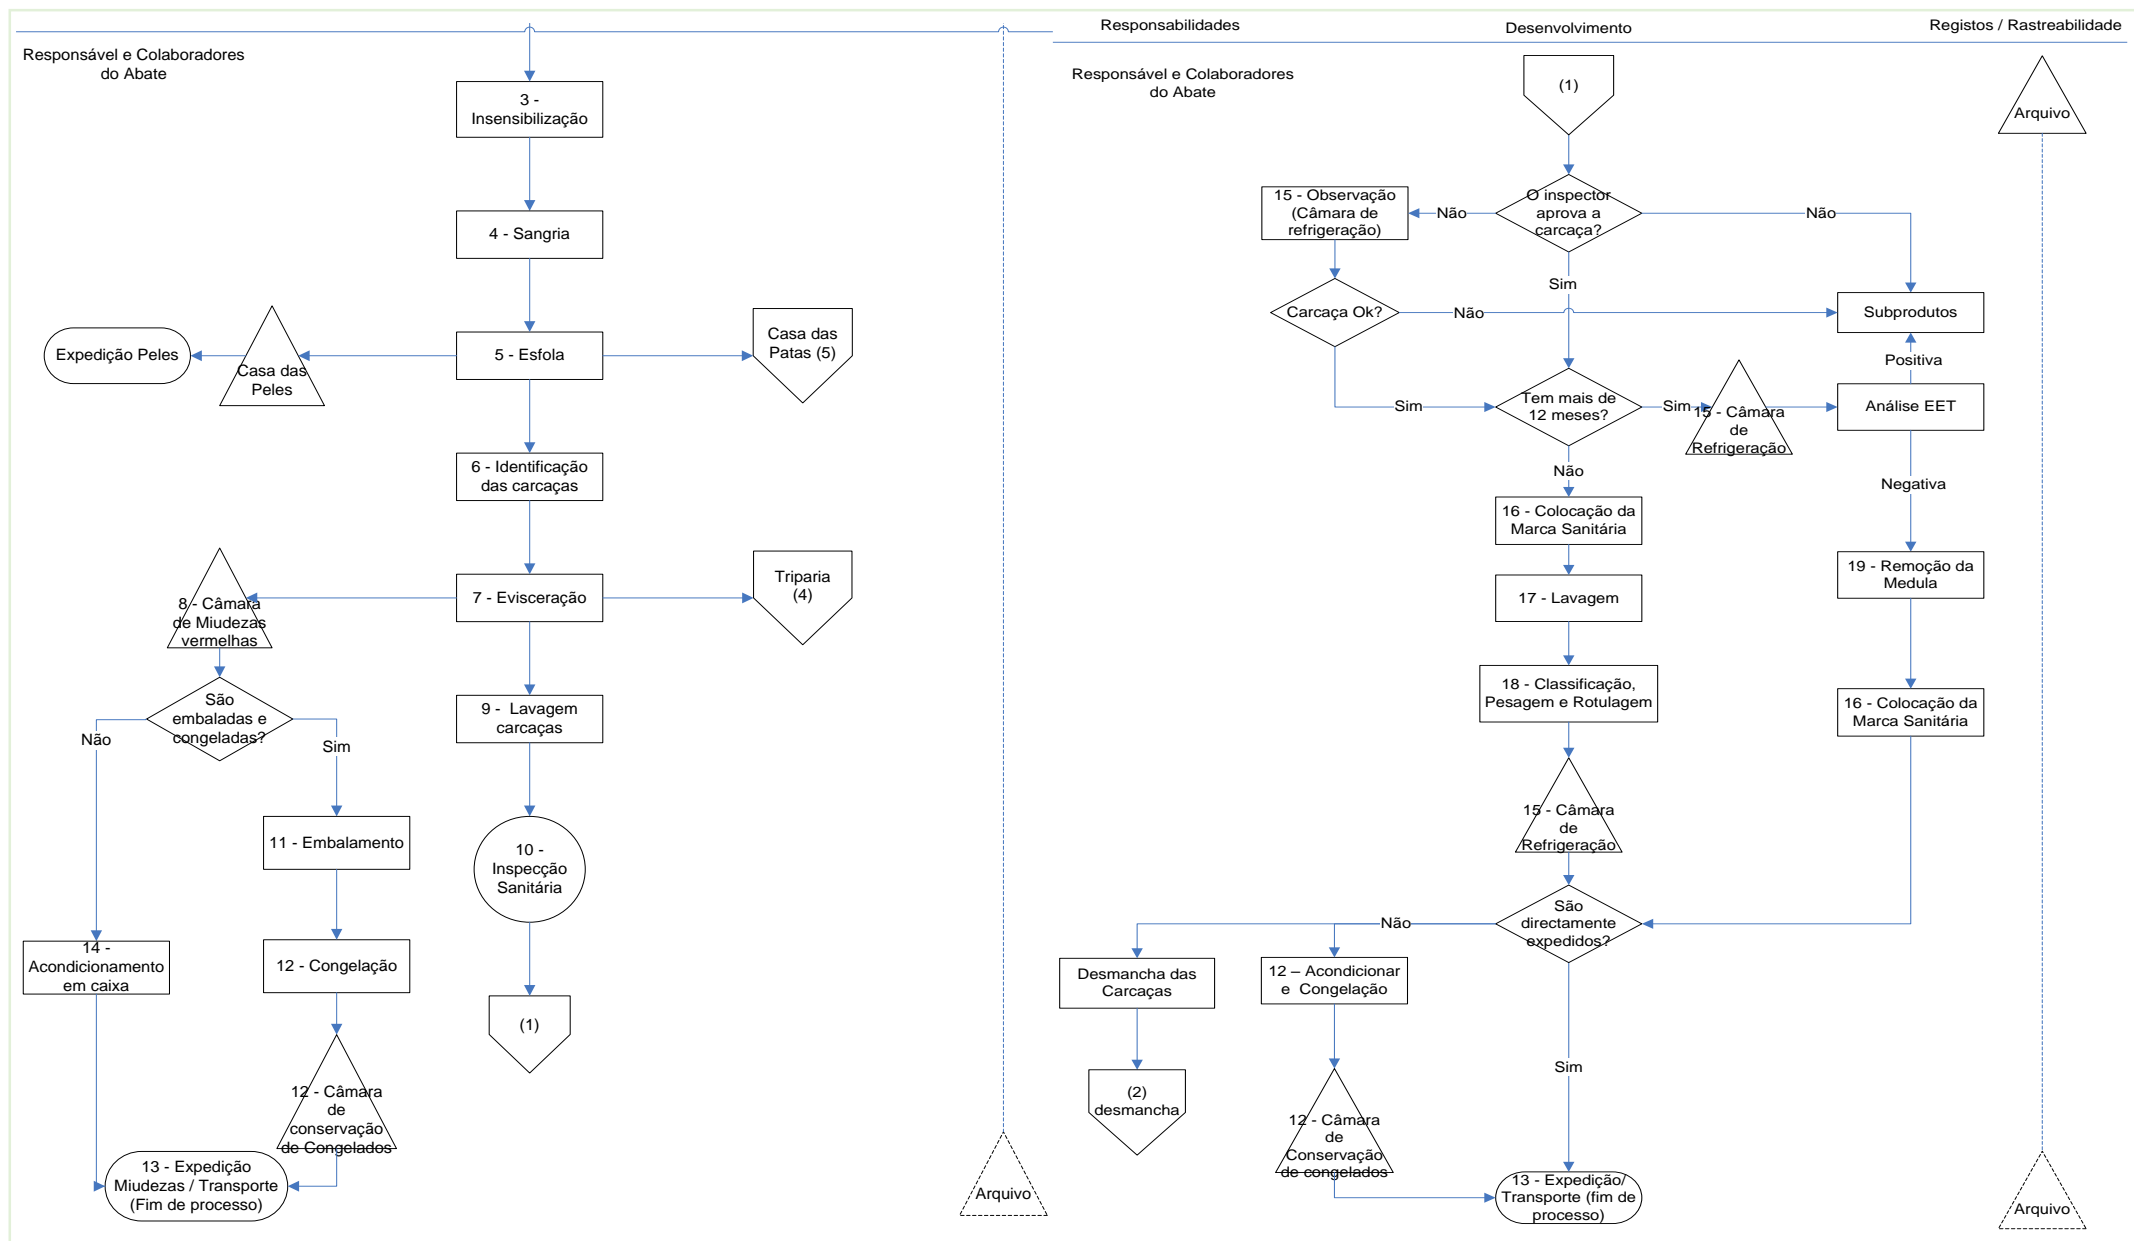 Responsável e Colaboradores
do Abate
3 -
Insensibilização
4 - Sangria
Expedição Peles
Casa das
Peles
5 - Esfola
Casa das
Patas (5)
6 - Identificação
das carcaças
8 - Câmara
de Miudezas
vermelhas
7 - Evisceração
Triparia
(4)
São
embaladas e
congeladas?
Não
Sim
9 - Lavagem
carcaças
11 - Embalamento
10 -
Inspecção
Sanitária
14 -
Acondicionamento
em caixa
12 - Congelação
(1)
12 - Câmara
de
conservação
de Congelados
13 - Expedição
Miudezas / Transporte
(Fim de processo)
Arquivo
Responsabilidades
Desenvolvimento
Registos / Rastreabilidade
Responsável e Colaboradores
do Abate
(1)
Arquivo
15 - Observação
(Câmara de
refrigeração)
Não
O inspector
aprova a
carcaça?
Não
Sim
Carcaça Ok?
Não
Subprodutos
Positiva
Sim
Tem mais de
12 meses?
Sim
15 - Câmara
de
Refrigeração
Análise EET
Não
Negativa
16 - Colocação da
Marca Sanitária
17 - Lavagem
19 - Remoção da
Medula
18 - Classificação,
Pesagem e Rotulagem
16 - Colocação da
Marca Sanitária
15 - Câmara
de
Refrigeração
São
directamente
expedidos?
Não
Desmancha das
Carcaças
12 – Acondicionar
e Congelação
Sim
(2)
desmancha
12 - Câmara
de
Conservação
de congelados
13 - Expedição/
Transporte (fim de
processo)
Arquivo